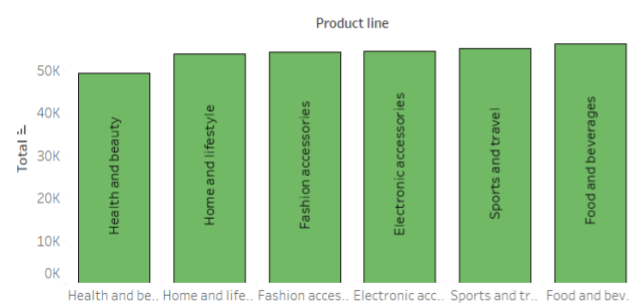 Product line
50K
40K
30K
20K
10K
0K
Total
Health and beauty
Home and lifestyle
Fashion accessories
Electronic accessories
Sports and travel
Food and beverages
Health and be.. Home and life.. Fashion acces.. Electronic acc.. Sports and tr.. Food and bev.